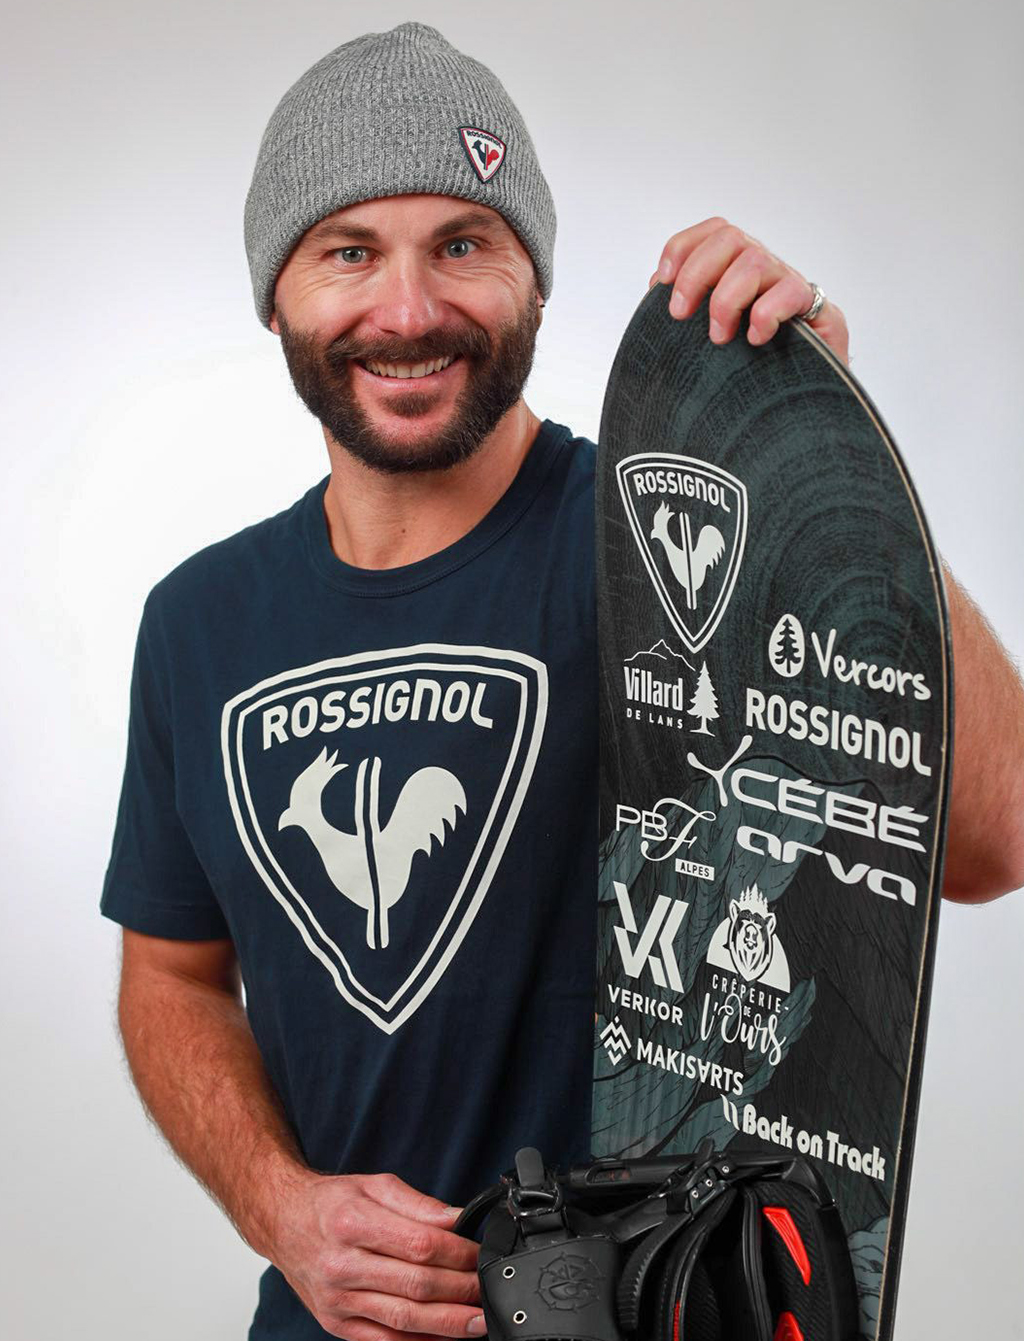 ROSSIGNOL
ROSSIGNOL
ROSSIGNOL
Vercors
Villard
DE LANS
ROSSIGNOL
CÉBÉ
PBF
ALPES
arva
VK
VERKOR
CRÊPERIE-
DE
l'Ours
MAKISARTS
Back on Track